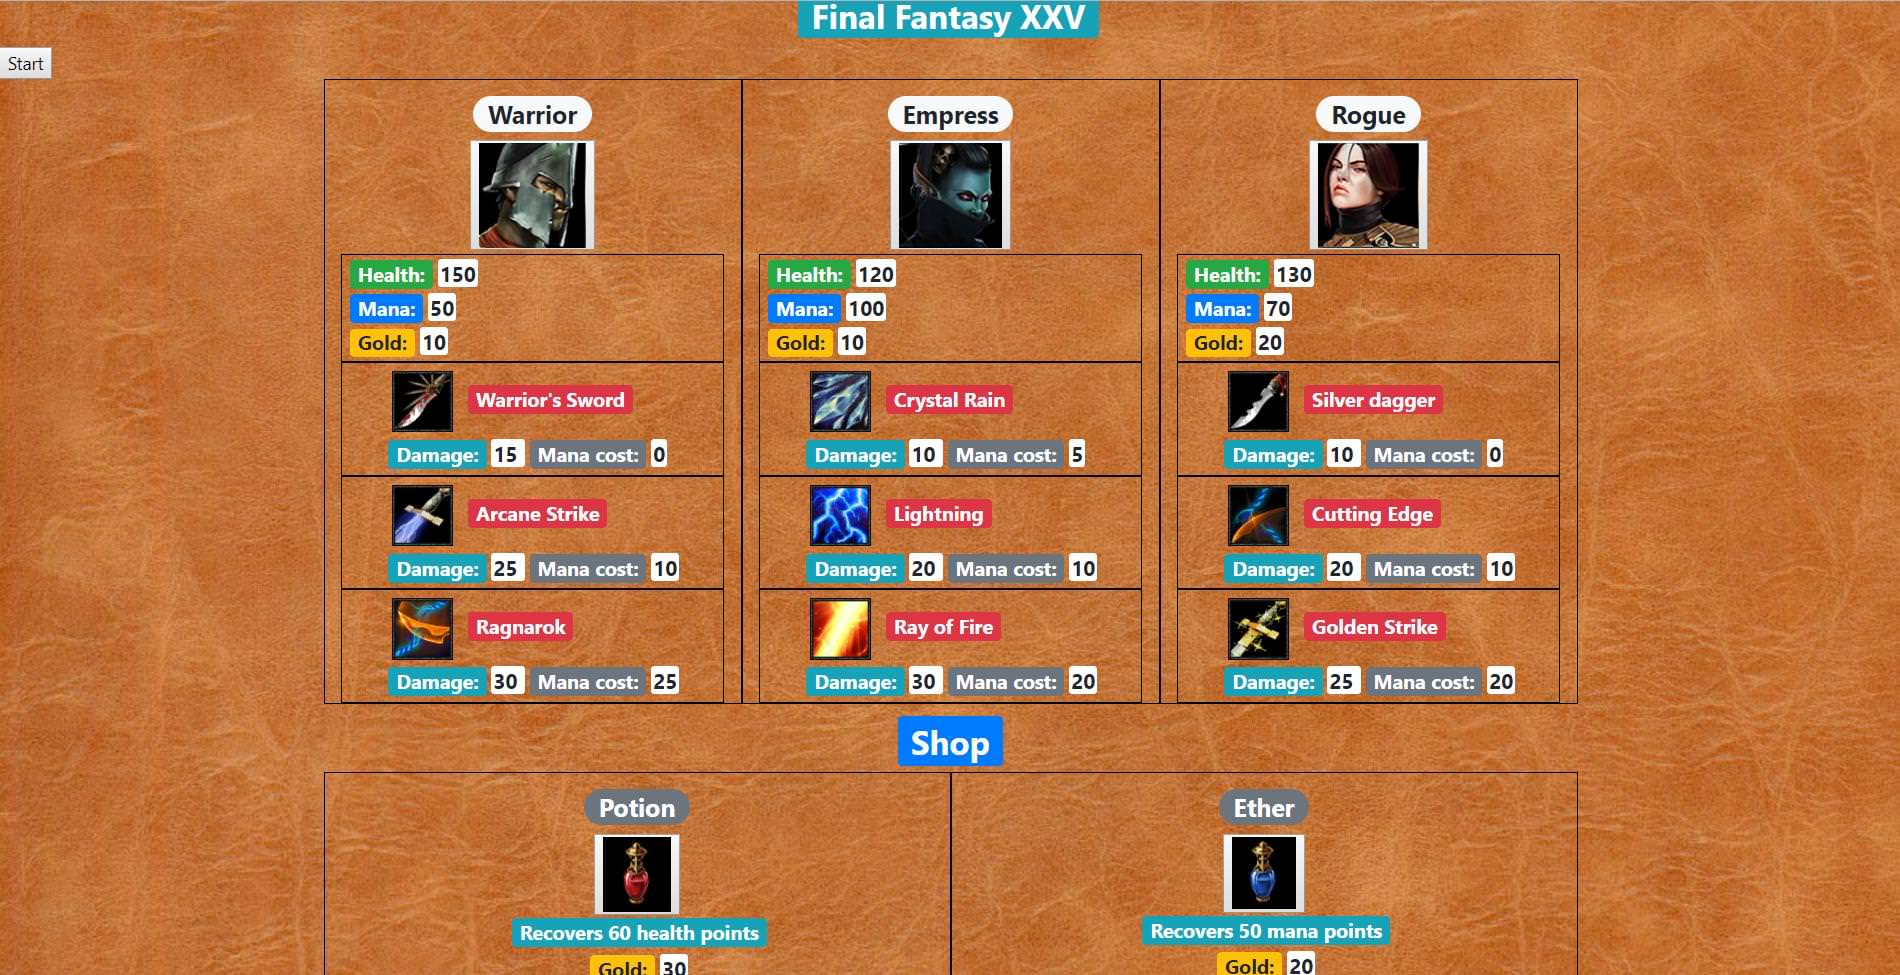 Final Fantasy XXV
Start
Warrior
Health: 150
Mana: 50
Gold: 10
Warrior's Sword
Damage: 15 Mana cost: 0
Arcane Strike
Damage: 25 Mana cost: 10
Ragnarok
Damage: 30 Mana cost: 25
Empress
Health: 120
Mana: 100
Gold: 10
Crystal Rain
Damage: 10 Mana cost: 5
Lightning
Damage: 20 Mana cost: 10
Ray of Fire
Damage: 30 Mana cost: 20
Rogue
Health: 130
Mana: 70
Gold: 20
Silver dagger
Damage: 10 Mana cost: 0
Cutting Edge
Damage: 20 Mana cost: 10
Golden Strike
Damage: 25 Mana cost: 20
Shop
Potion
Recovers 60 health points
Gold: 30
Ether
Recovers 50 mana points
Gold: 20